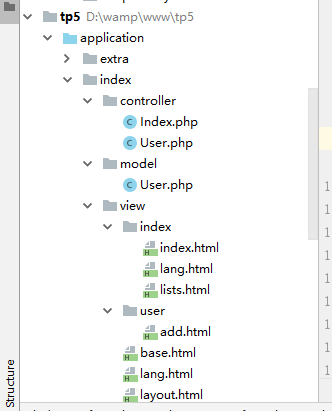 tp5 D:\wamp\www\tp5
application
extra
index
controller
Index.php
User.php
model
User.php
view
index
index.html
lang.html
lists.html
user
add.html
base.html
lang.html
layout.html
Structure
1
1
1
1
1
1
1
1
1
1